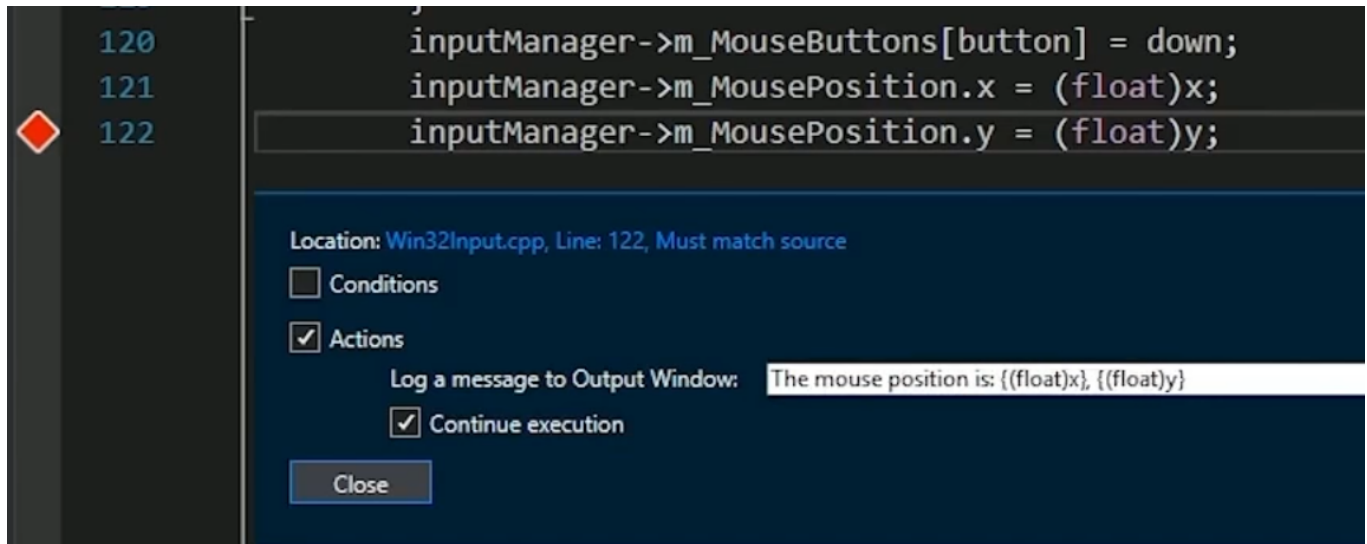 120 inputManager->m_MouseButtons[button] = down;
121 inputManager->m_MousePosition.x = (float)x;
122 inputManager->m_MousePosition.y = (float)y;
Location: Win32Input.cpp, Line: 122, Must match source
Conditions
Actions
Log a message to Output Window: The mouse position is: {(float)x}, {(float)y}
Continue execution
Close